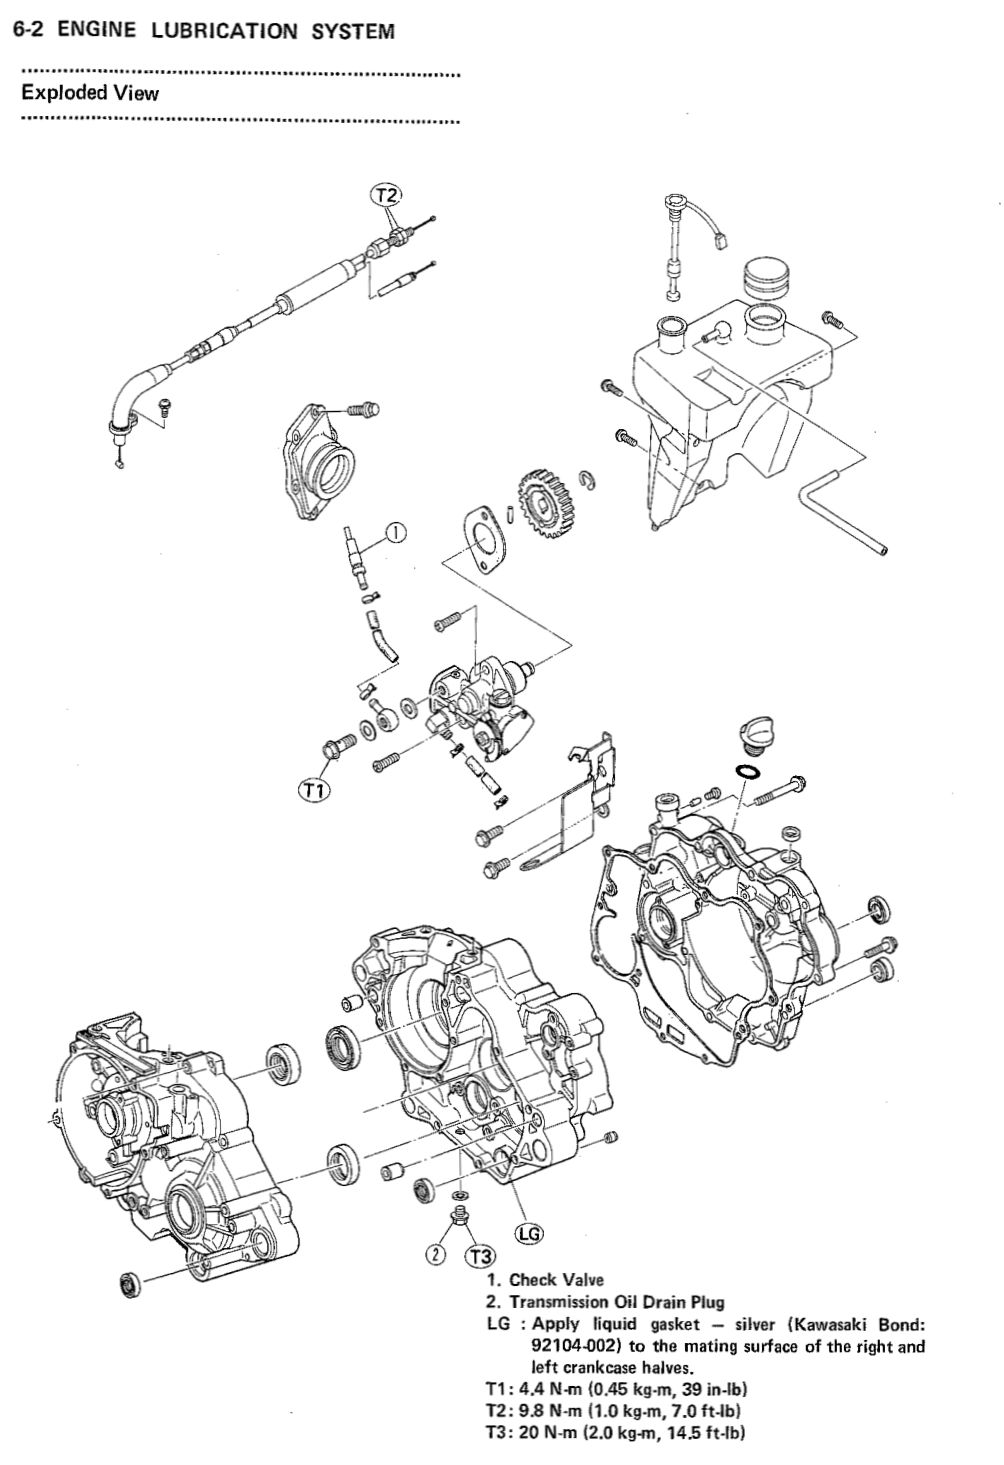 6-2 ENGINE LUBRICATION SYSTEM
Exploded View
T2
1
T1
LG
2
T3
1. Check Valve
2. Transmission Oil Drain Plug
LG : Apply liquid gasket – silver (Kawasaki Bond:
92104-002) to the mating surface of the right and
left crankcase halves.
T1: 4.4 N-m (0.45 kg-m, 39 in-lb)
T2: 9.8 N-m (1.0 kg-m, 7.0 ft-lb)
T3: 20 N-m (2.0 kg-m, 14.5 ft-lb)